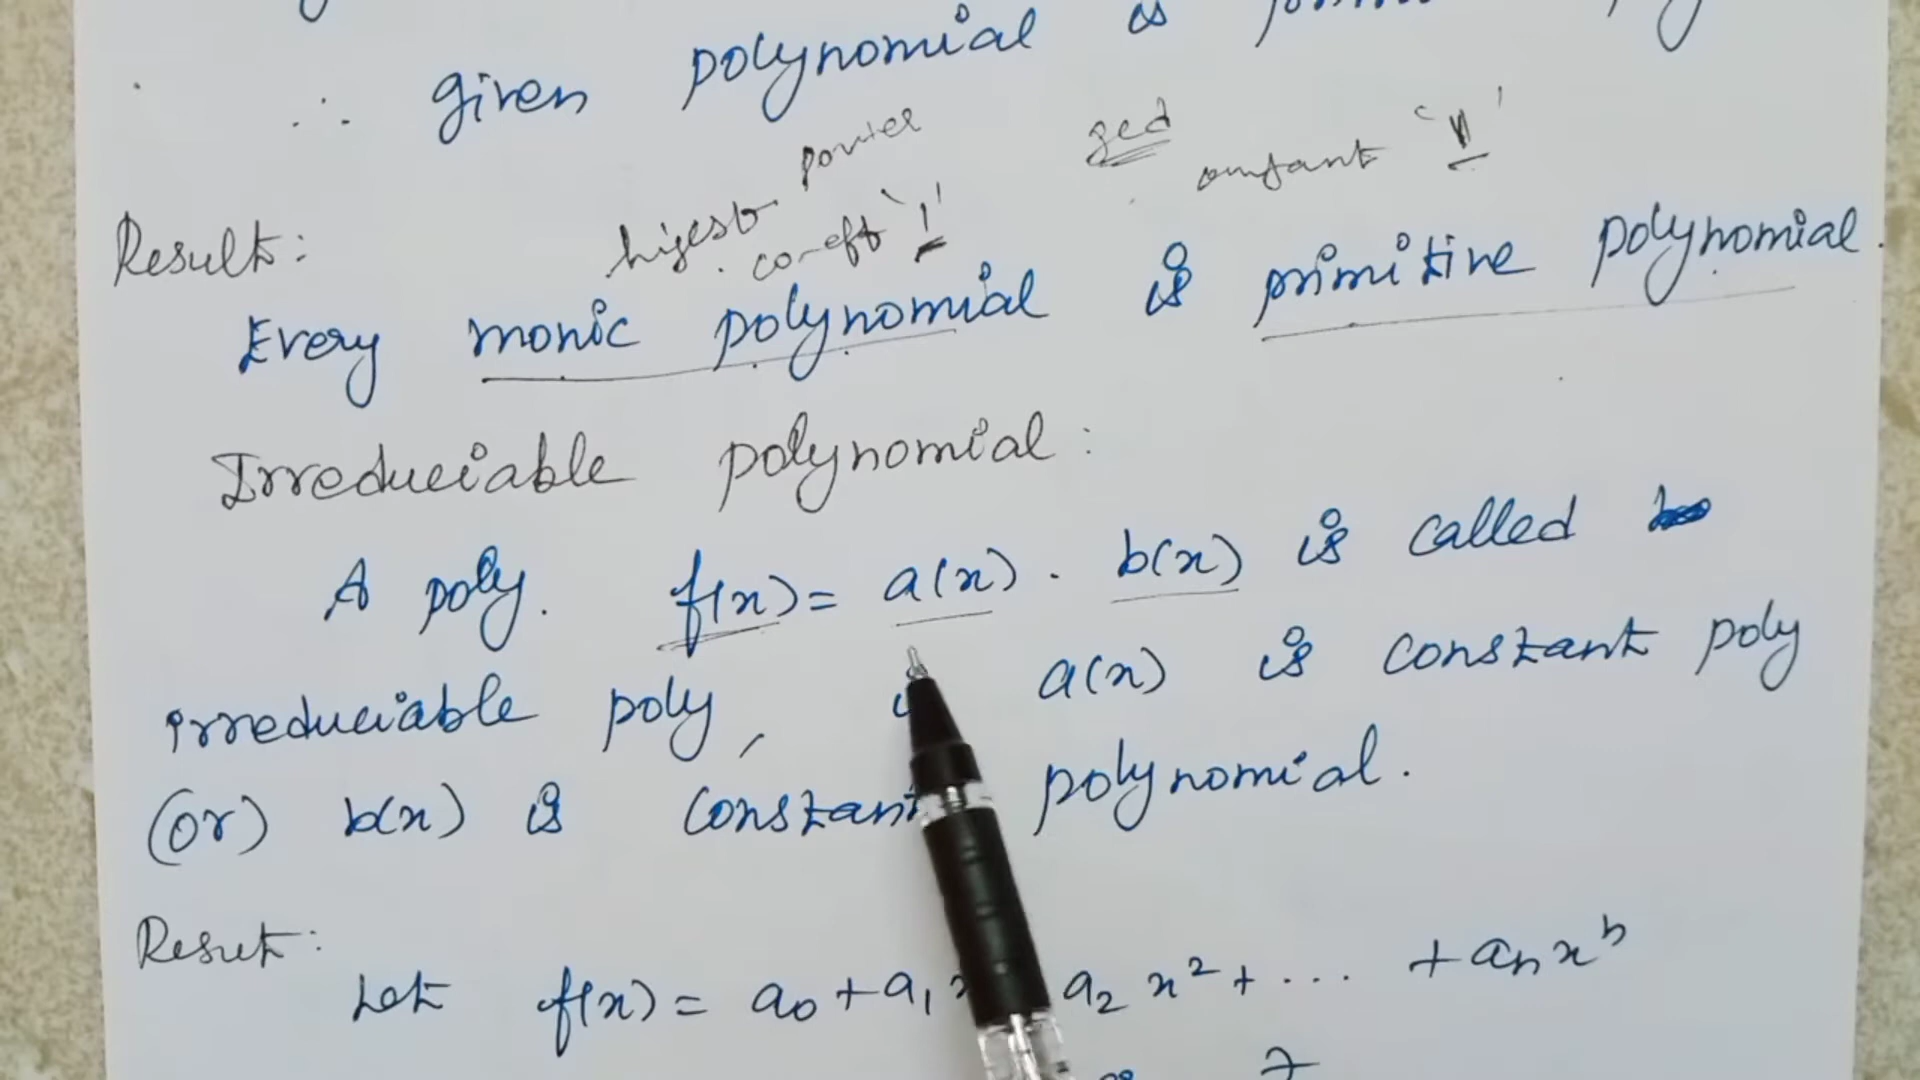 ∴ given polynomial is
power
gcd
constant '1'
Result:
higest
co-eff '1'
Every monic polynomial is primitive polynomial.
Irreduciable polynomial:
A poly. f(x) = a(x) . b(x) is called
irreduciable poly, a(x) is constant poly
(or) b(x) is constant polynomial.
Result:
Let f(x) = a₀ + a₁ a₂ x² + ... + aₙ xⁿ